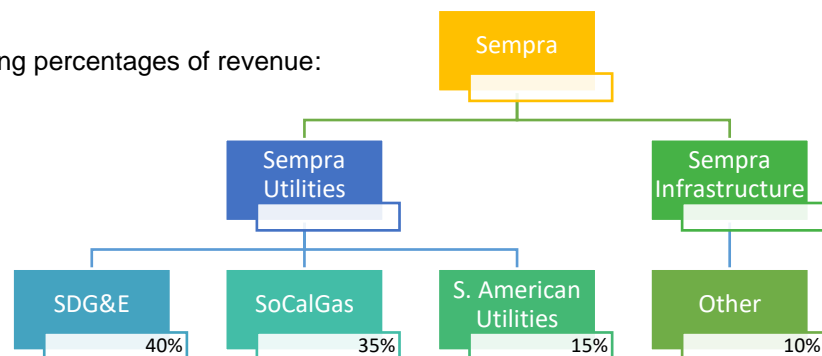 Sempra
ng percentages of revenue:
Sempra
Utilities
Sempra
Infrastructure
SDG&E
SoCalGas
S. American
Utilities
Other
40%
35%
15%
10%